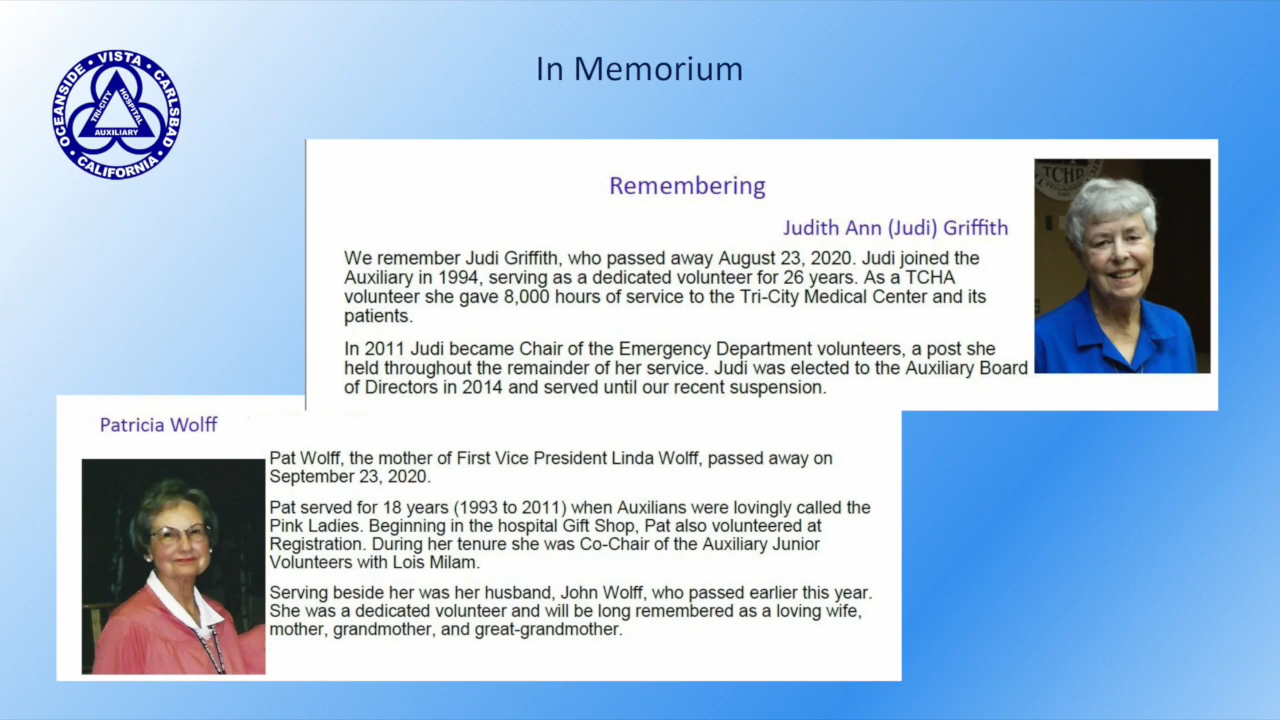 In Memorium
OCEANSIDE • VISTA • CARLSBAD
• CALIFORNIA •
TRI-CITY
HOSPITAL
AUXILIARY
TCHP
Remembering
Judith Ann (Judi) Griffith
We remember Judi Griffith, who passed away August 23, 2020. Judi joined the
Auxiliary in 1994, serving as a dedicated volunteer for 26 years. As a TCHA
volunteer she gave 8,000 hours of service to the Tri-City Medical Center and its
patients.
In 2011 Judi became Chair of the Emergency Department volunteers, a post she
held throughout the remainder of her service. Judi was elected to the Auxiliary Board
of Directors in 2014 and served until our recent suspension.
Patricia Wolff
Pat Wolff, the mother of First Vice President Linda Wolff, passed away on
September 23, 2020.
Pat served for 18 years (1993 to 2011) when Auxilians were lovingly called the
Pink Ladies. Beginning in the hospital Gift Shop, Pat also volunteered at
Registration. During her tenure she was Co-Chair of the Auxiliary Junior
Volunteers with Lois Milam.
Serving beside her was her husband, John Wolff, who passed earlier this year.
She was a dedicated volunteer and will be long remembered as a loving wife,
mother, grandmother, and great-grandmother.